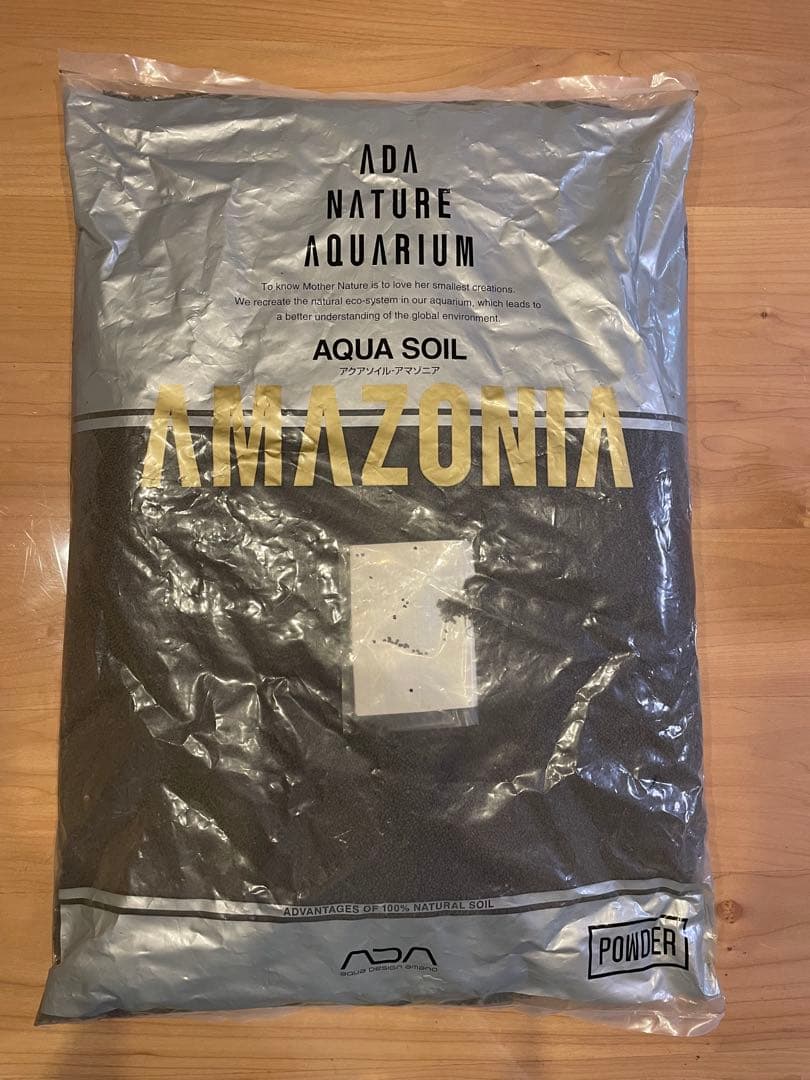 ADA
NATURE
AQUARIUM
To know Mother Nature is to love her smallest creations.
We recreate the natural eco-system in our aquarium, which leads to
a better understanding of the global environment.
AQUA SOIL
アクアソイル-アマゾニア
AMAZONIA
ADVANTAGES OF 100% NATURAL SOIL
ADA
AQUA DESIGN AMANO
POWDER